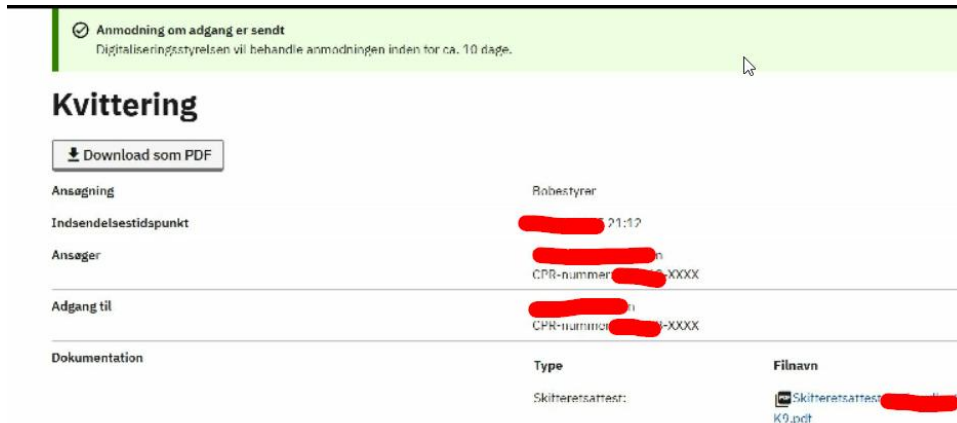 Anmodning om adgang er sendt
Digitaliseringsstyrelsen vil behandle anmodningen inden for ca. 10 dage.
Kvittering
Download som PDF
Ansøgning Bobestyrer
Indsendelsestidspunkt 21:12
Ansøger
CPR-nummer -XXXX
Adgang til
CPR-nummer -XXXX
Dokumentation Type Filnavn
Skifteretsattest: Skifteretsattest
K9.pdf